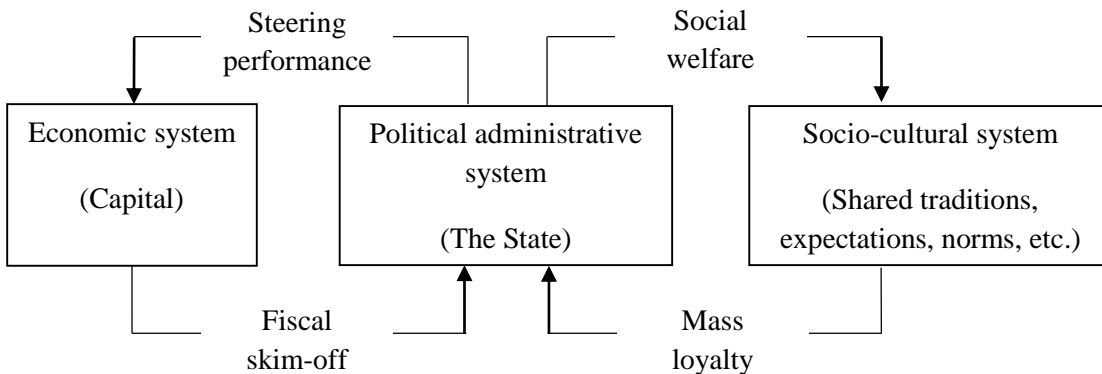 Steering
performance
Social
welfare
Economic system
(Capital)
Political administrative
system
(The State)
Socio-cultural system
(Shared traditions,
expectations, norms, etc.)
Fiscal
skim-off
Mass
loyalty